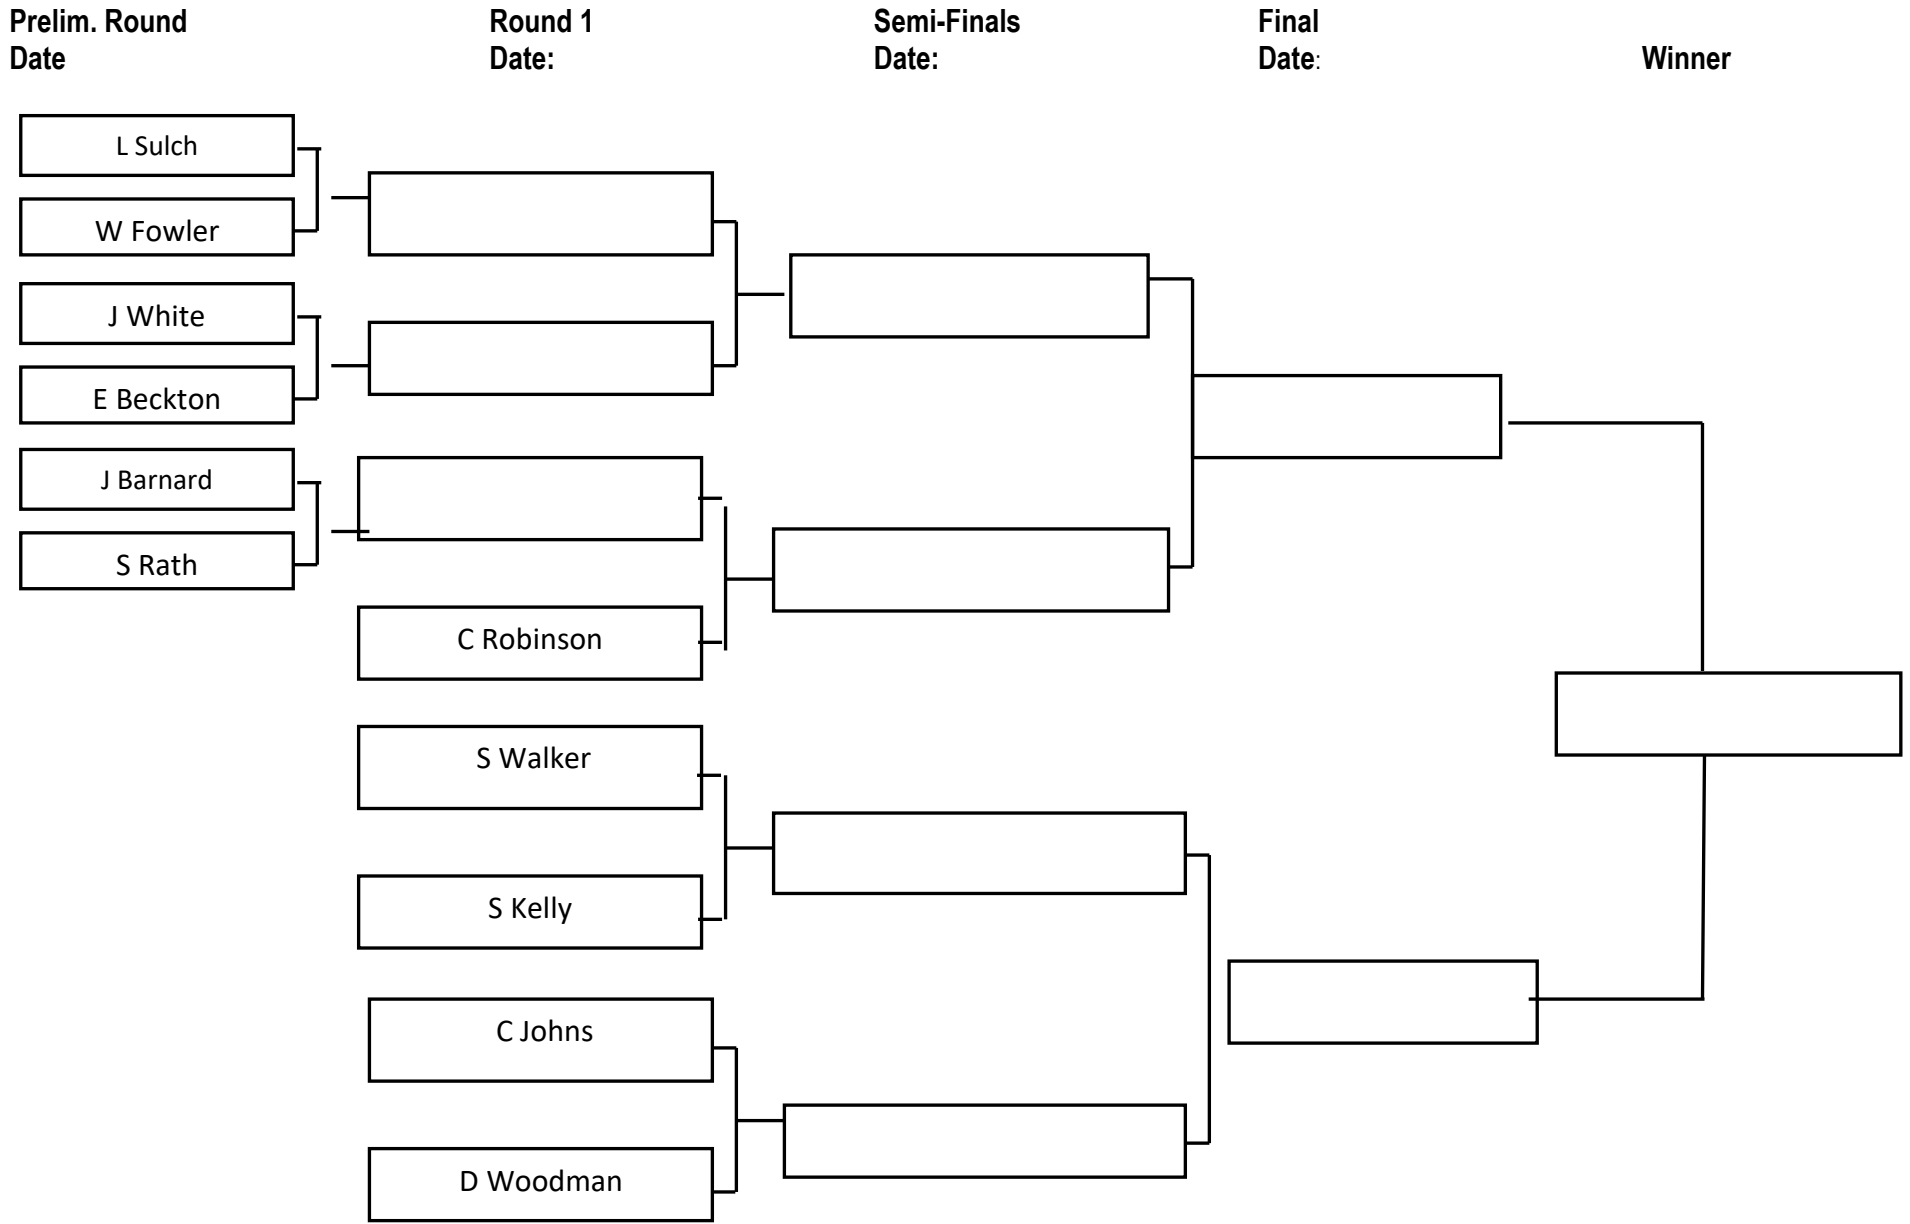 Prelim. Round
Date
Round 1
Date:
Semi-Finals
Date:
Final
Date:
Winner
L Sulch
W Fowler
J White
E Beckton
J Barnard
S Rath
C Robinson
S Walker
S Kelly
C Johns
D Woodman